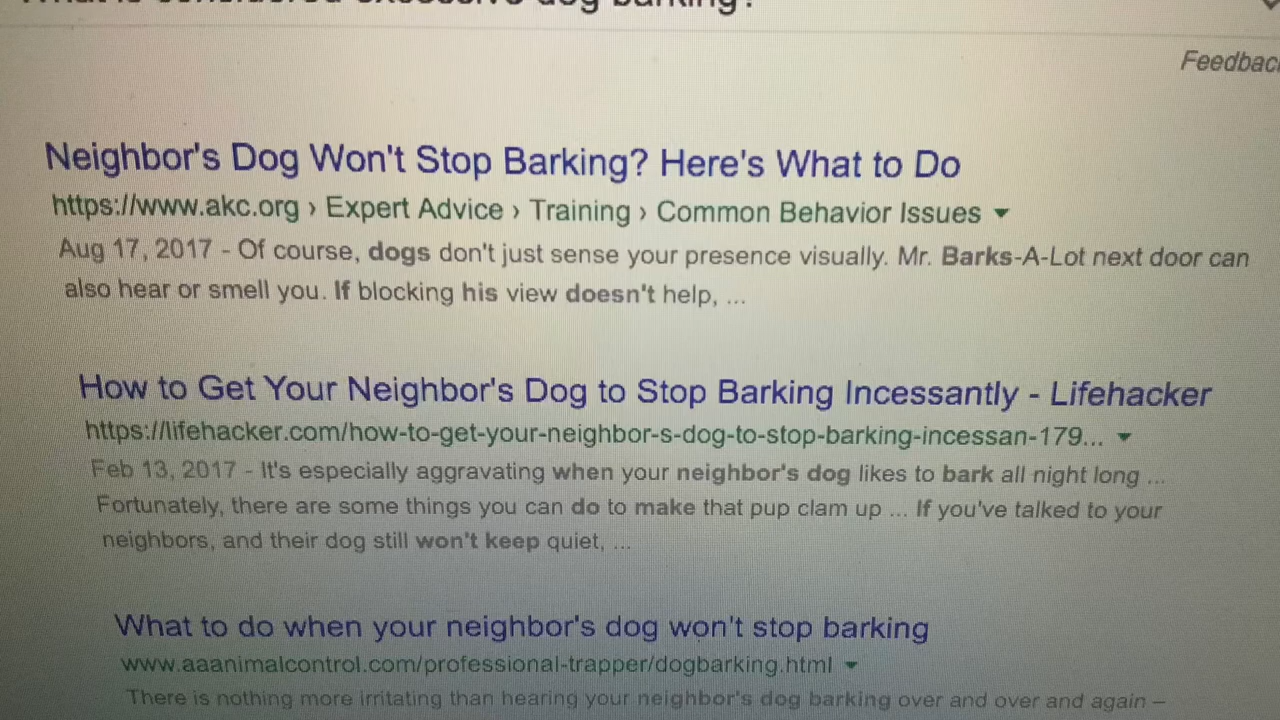 What is considered excessive dog barking?
Feedbac
Neighbor's Dog Won't Stop Barking? Here's What to Do
https://www.akc.org › Expert Advice › Training › Common Behavior Issues
Aug 17, 2017 - Of course, dogs don't just sense your presence visually. Mr. Barks-A-Lot next door can
also hear or smell you. If blocking his view doesn't help, ...
How to Get Your Neighbor's Dog to Stop Barking Incessantly - Lifehacker
https://lifehacker.com/how-to-get-your-neighbor-s-dog-to-stop-barking-incessan-179...
Feb 13, 2017 - It's especially aggravating when your neighbor's dog likes to bark all night long ...
Fortunately, there are some things you can do to make that pup clam up ... If you've talked to your
neighbors, and their dog still won't keep quiet, ...
What to do when your neighbor's dog won't stop barking
www.aaanimalcontrol.com/professional-trapper/dogbarking.html
There is nothing more irritating than hearing your neighbor's dog barking over and over and again –